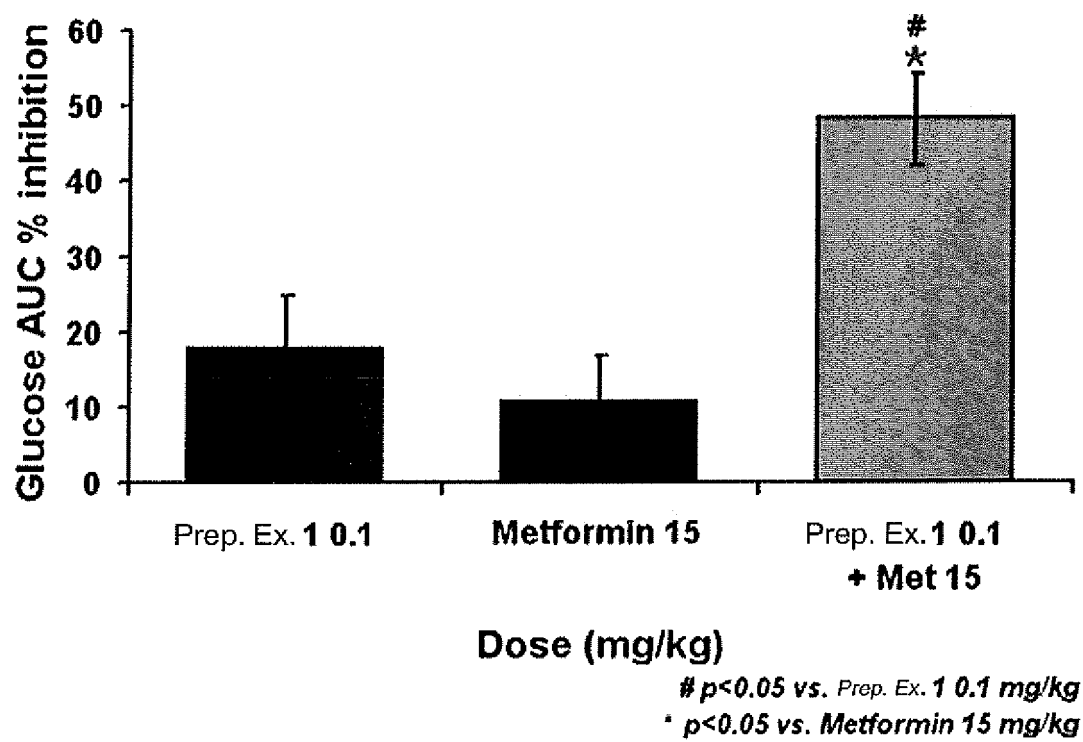 Glucose AUC % inhibition
60
50
40
30
20
10
0
#
*
Prep. Ex. 1 0.1
Metformin 15
Prep. Ex. 1 0.1
+ Met 15
Dose (mg/kg)
# p<0.05 vs. Prep. Ex. 1 0.1 mg/kg
* p<0.05 vs. Metformin 15 mg/kg